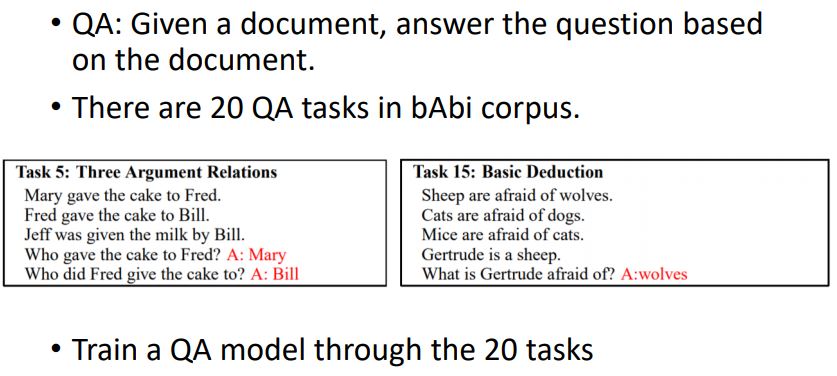 • QA: Given a document, answer the question based
on the document.
• There are 20 QA tasks in bAbi corpus.
Task 5: Three Argument Relations
Mary gave the cake to Fred.
Fred gave the cake to Bill.
Jeff was given the milk by Bill.
Who gave the cake to Fred? A: Mary
Who did Fred give the cake to? A: Bill
Task 15: Basic Deduction
Sheep are afraid of wolves.
Cats are afraid of dogs.
Mice are afraid of cats.
Gertrude is a sheep.
What is Gertrude afraid of? A:wolves
• Train a QA model through the 20 tasks